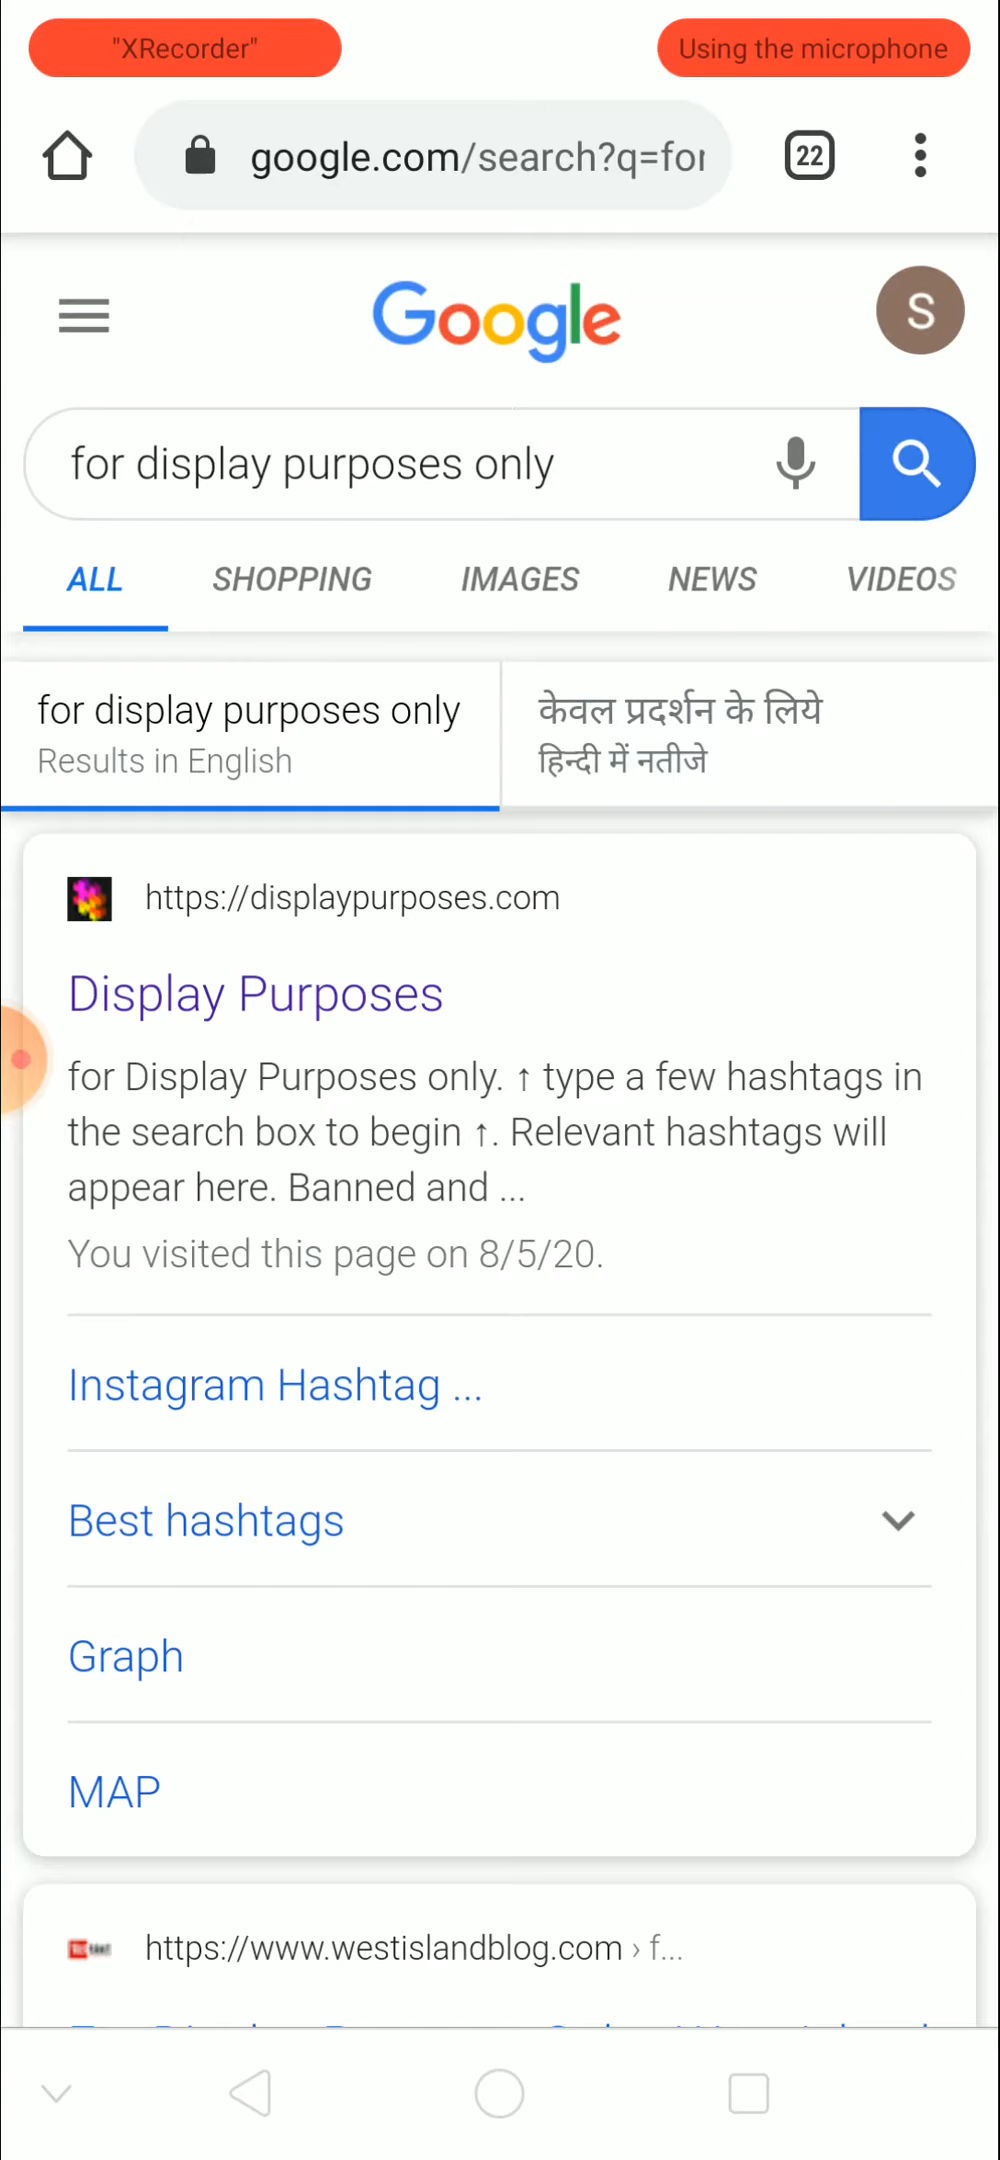 "XRecorder"
Using the microphone
google.com/search?q=for
22
Google
S
for display purposes only
ALL SHOPPING IMAGES NEWS VIDEOS
for display purposes only
Results in English
केवल प्रदर्शन के लिये
हिन्दी में नतीजे
https://displaypurposes.com
Display Purposes
for Display Purposes only. ↑ type a few hashtags in
the search box to begin ↑. Relevant hashtags will
appear here. Banned and ...
You visited this page on 8/5/20.
Instagram Hashtag ...
Best hashtags
Graph
MAP
https://www.westislandblog.com › f...